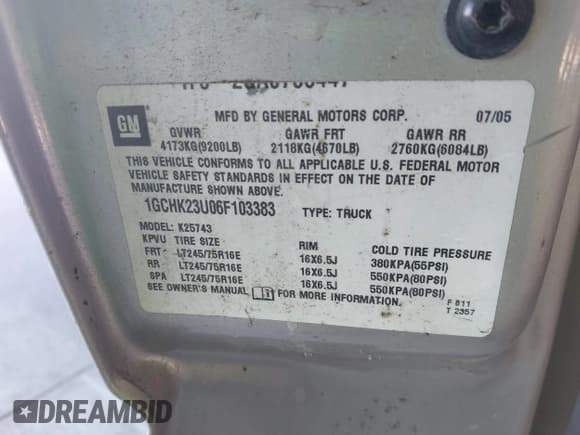 GM
MFD BY GENERAL MOTORS CORP. 07/05
GVWR GAWR FRT GAWR RR
4173KG(9200LB) 2118KG(4670LB) 2760KG(6084LB)
THIS VEHICLE CONFORMS TO ALL APPLICABLE U.S. FEDERAL MOTOR
VEHICLE SAFETY STANDARDS IN EFFECT ON THE DATE OF
MANUFACTURE SHOWN ABOVE.
1GCHK23U06F103383 TYPE: TRUCK
MODEL: K25743
KPVU TIRE SIZE RIM COLD TIRE PRESSURE
FRT LT245/75R16E 16X6.5J 380KPA(55PSI)
RR LT245/75R16E 16X6.5J 550KPA(80PSI)
SPA LT245/75R16E 16X6.5J 550KPA(80PSI)
SEE OWNER'S MANUAL FOR MORE INFORMATION.
F 811
T 2357
DREAMBID